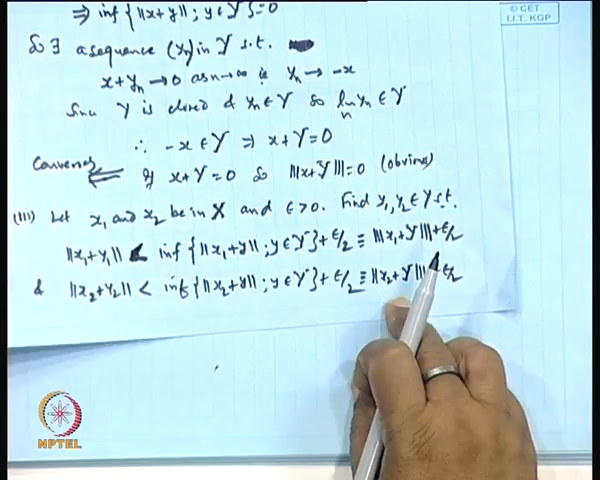 ⇒ inf {||x+y|| ; y ∈ Y} = 0
© CET
I.I.T. KGP
So ∃ a sequence (yn) in Y s.t.
x+yn → 0 as n→∞ ie yn → -x
Since Y is closed & yn ∈ Y so lim yn ∈ Y
n
∴ -x ∈ Y ⇒ x+Y = 0
Conversely ⇐ If x+Y = 0 so |||x+Y||| = 0 (obvious)
(III) Let x1 and x2 be in X and ε>0. Find y1, y2 ∈ Y s.t.
||x1+y1|| < inf {||x1+y|| ; y ∈ Y} + ε/2 ≡ |||x1+Y||| + ε/2
& ||x2+y2|| < inf {||x2+y|| ; y ∈ Y} + ε/2 ≡ |||x2+Y||| ε/2
NPTEL